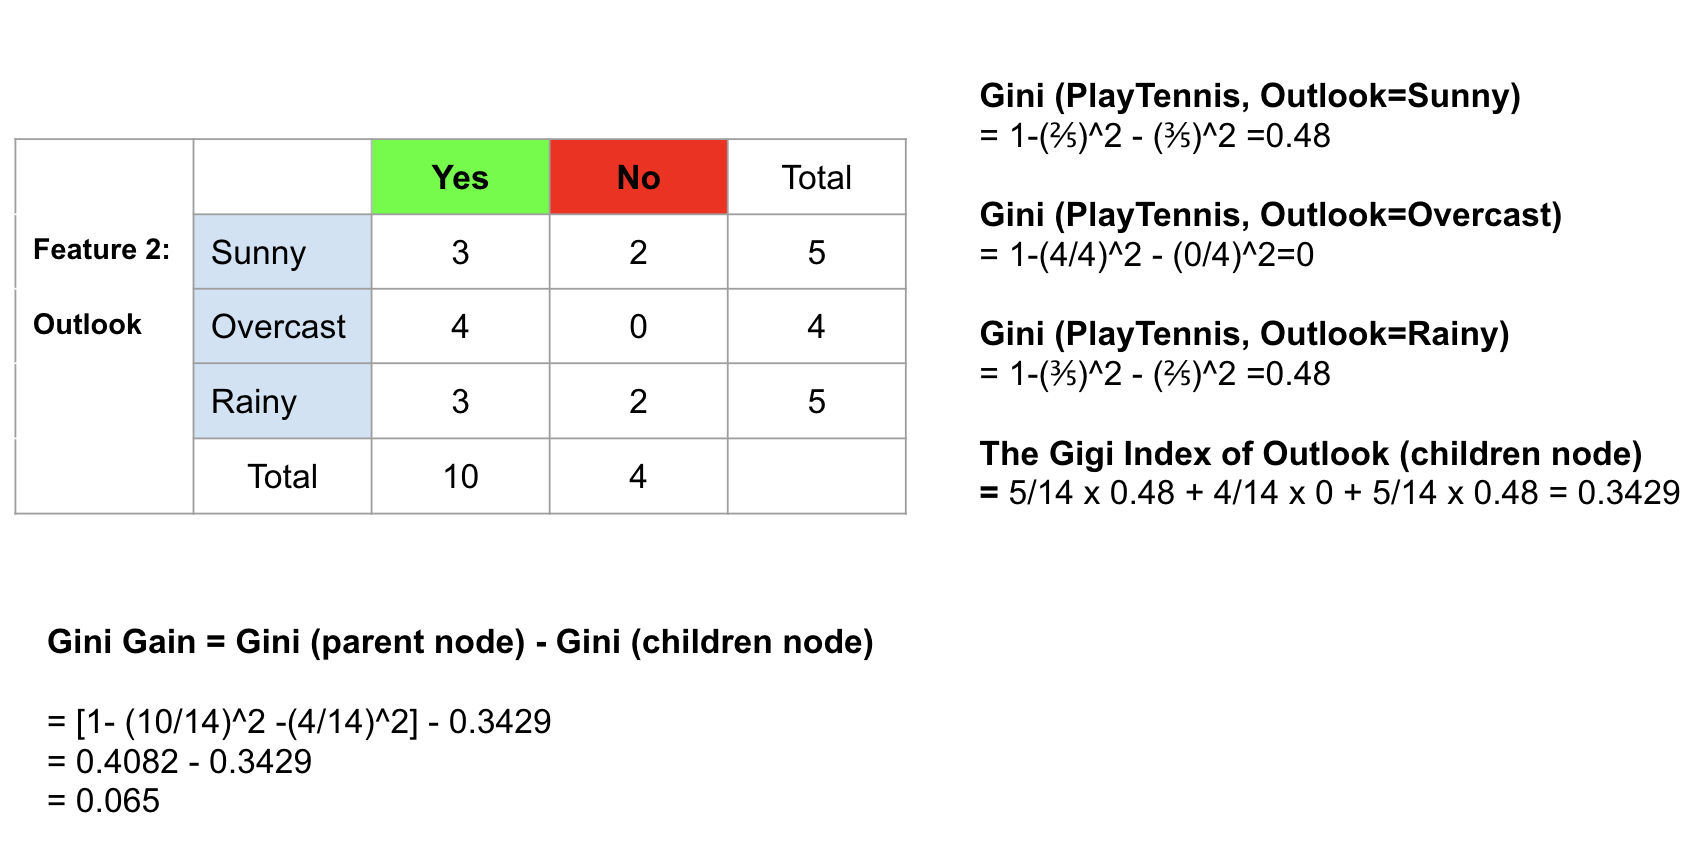 Yes No Total
Feature 2: Sunny 3 2 5
Outlook Overcast 4 0 4
Rainy 3 2 5
Total 10 4
Gini (PlayTennis, Outlook=Sunny)
= 1-(⅖)^2 - (⅗)^2 =0.48
Gini (PlayTennis, Outlook=Overcast)
= 1-(4/4)^2 - (0/4)^2=0
Gini (PlayTennis, Outlook=Rainy)
= 1-(⅗)^2 - (⅖)^2 =0.48
The Gigi Index of Outlook (children node)
= 5/14 x 0.48 + 4/14 x 0 + 5/14 x 0.48 = 0.3429
Gini Gain = Gini (parent node) - Gini (children node)
= [1- (10/14)^2 -(4/14)^2] - 0.3429
= 0.4082 - 0.3429
= 0.065